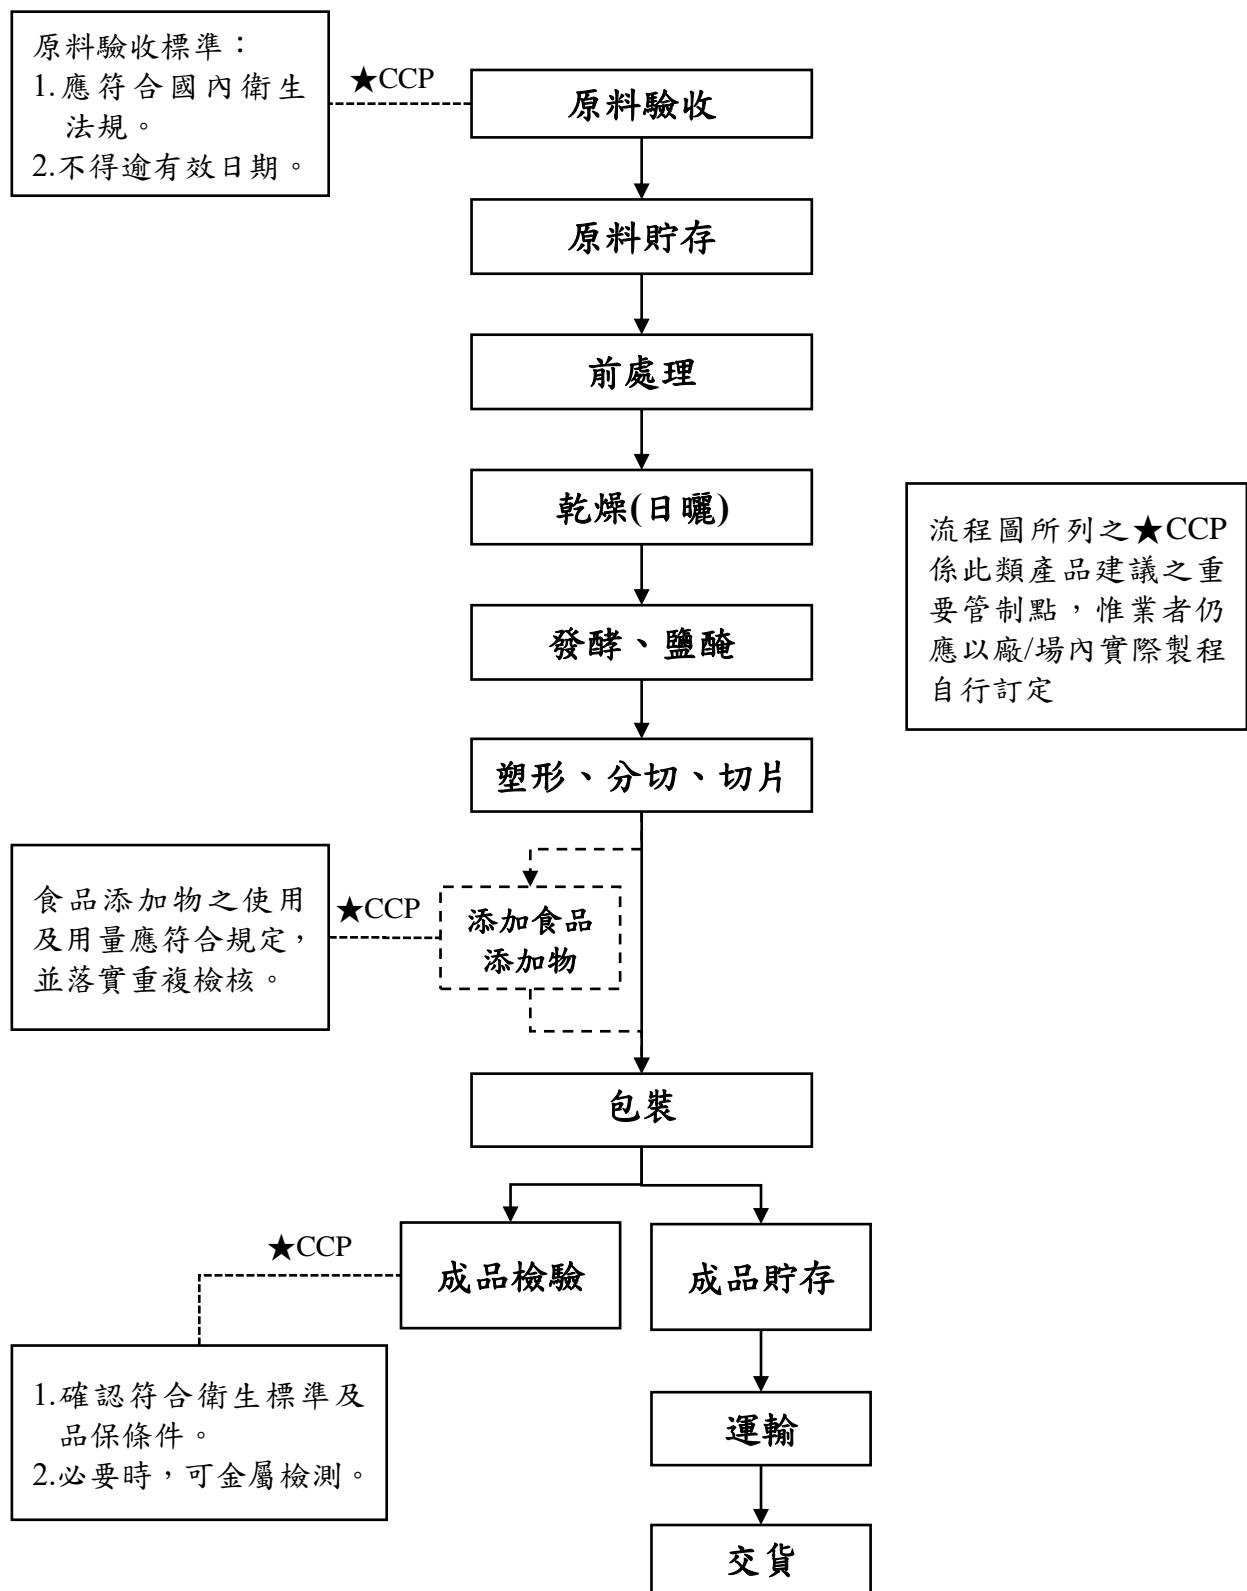 原料驗收標準：
1.應符合國內衛生
法規。
2.不得逾有效日期。
★CCP
原料驗收
原料貯存
前處理
乾燥(日曬)
發酵、鹽醃
塑形、分切、切片
流程圖所列之★CCP
係此類產品建議之重
要管制點，惟業者仍
應以廠/場內實際製程
自行訂定
食品添加物之使用
及用量應符合規定，
並落實重複檢核。
★CCP
添加食品
添加物
包裝
★CCP
成品檢驗
成品貯存
1.確認符合衛生標準及
品保條件。
2.必要時，可金屬檢測。
運輸
交貨